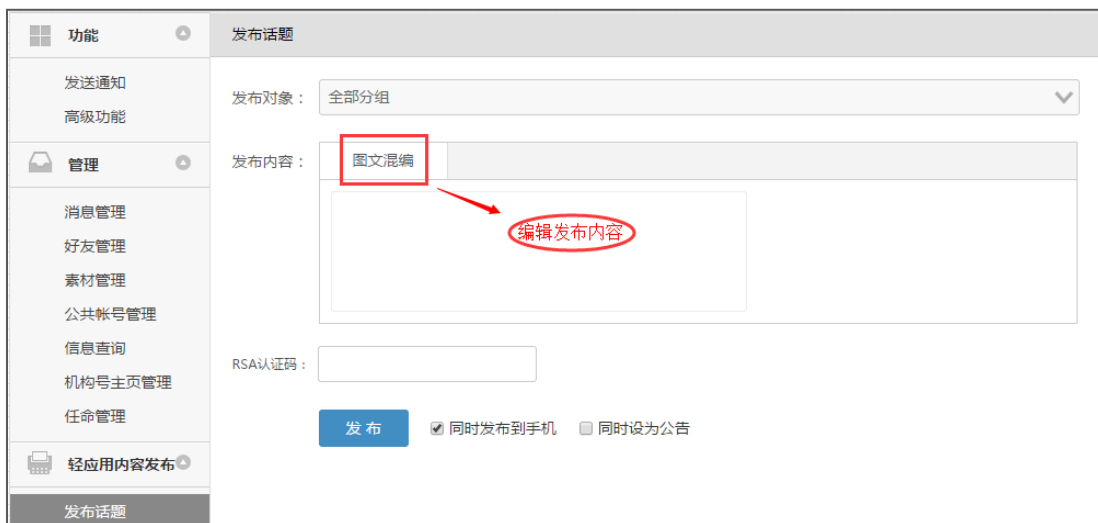 功能
发送通知
高级功能
管理
消息管理
好友管理
素材管理
公共帐号管理
信息查询
机构号主页管理
任命管理
轻应用内容发布
发布话题
发布话题
发布对象：
全部分组
发布内容：
图文混编
编辑发布内容
RSA认证码：
发布
同时发布到手机
同时设为公告